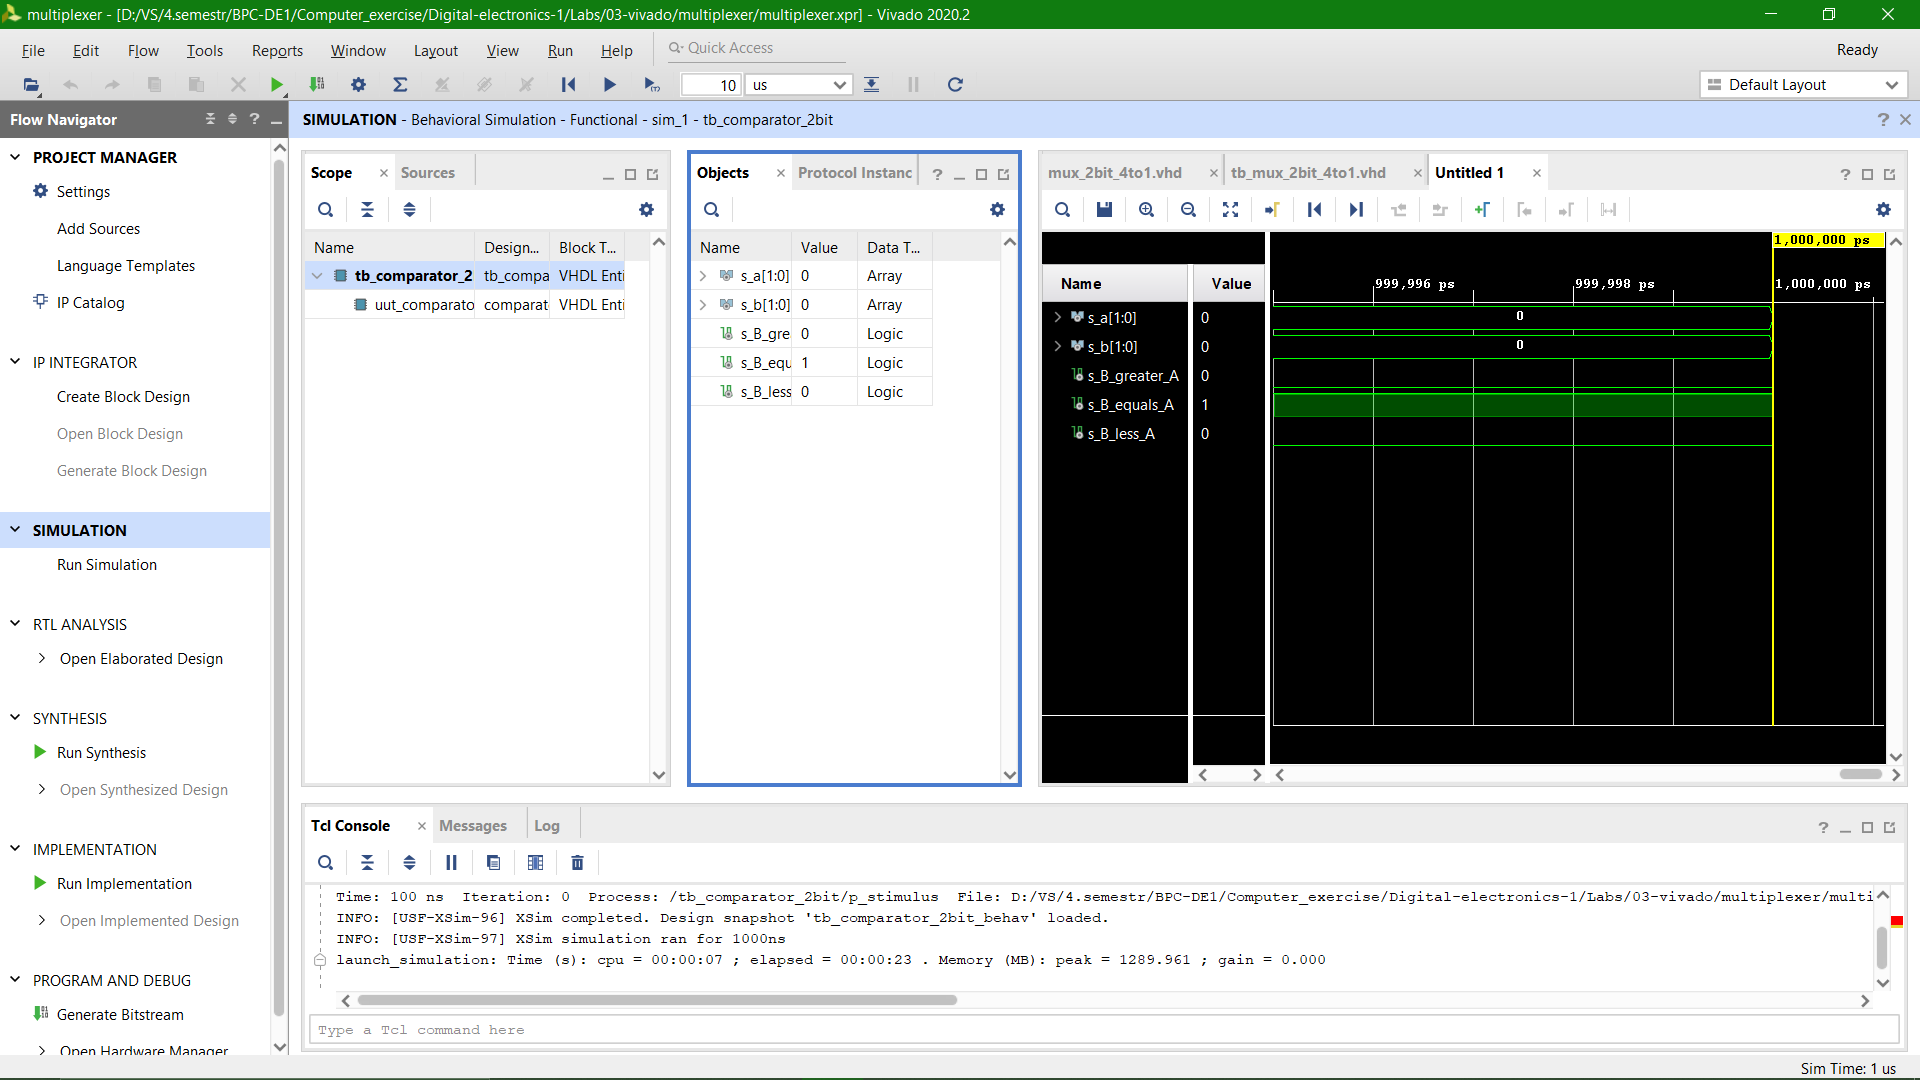 multiplexer - [D:/VS/4.semestr/BPC-DE1/Computer_exercise/Digital-electronics-1/Labs/03-vivado/multiplexer/multiplexer.xpr] - Vivado 2020.2
File Edit Flow Tools Reports Window Layout View Run Help Quick Access Ready
10 us Default Layout
Flow Navigator
SIMULATION - Behavioral Simulation - Functional - sim_1 - tb_comparator_2bit
PROJECT MANAGER
Settings
Add Sources
Language Templates
IP Catalog
IP INTEGRATOR
Create Block Design
Open Block Design
Generate Block Design
SIMULATION
Run Simulation
RTL ANALYSIS
Open Elaborated Design
SYNTHESIS
Run Synthesis
Open Synthesized Design
IMPLEMENTATION
Run Implementation
Open Implemented Design
PROGRAM AND DEBUG
Generate Bitstream
Open Hardware Manager
Scope Sources
Name Design... Block T...
tb_comparator_2 tb_compa VHDL Enti
uut_comparato comparat VHDL Enti
Objects Protocol Instanc
Name Value Data T...
s_a[1:0] 0 Array
s_b[1:0] 0 Array
s_B_gre 0 Logic
s_B_equ 1 Logic
s_B_less 0 Logic
mux_2bit_4to1.vhd tb_mux_2bit_4to1.vhd Untitled 1
1,000,000 ps
Name Value 999,996 ps 999,998 ps 1,000,000 ps
s_a[1:0] 0 0
s_b[1:0] 0 0
s_B_greater_A 0
s_B_equals_A 1
s_B_less_A 0
Tcl Console Messages Log
Time: 100 ns Iteration: 0 Process: /tb_comparator_2bit/p_stimulus File: D:/VS/4.semestr/BPC-DE1/Computer_exercise/Digital-electronics-1/Labs/03-vivado/multiplexer/multi
INFO: [USF-XSim-96] XSim completed. Design snapshot 'tb_comparator_2bit_behav' loaded.
INFO: [USF-XSim-97] XSim simulation ran for 1000ns
launch_simulation: Time (s): cpu = 00:00:07 ; elapsed = 00:00:23 . Memory (MB): peak = 1289.961 ; gain = 0.000
Type a Tcl command here
Sim Time: 1 us